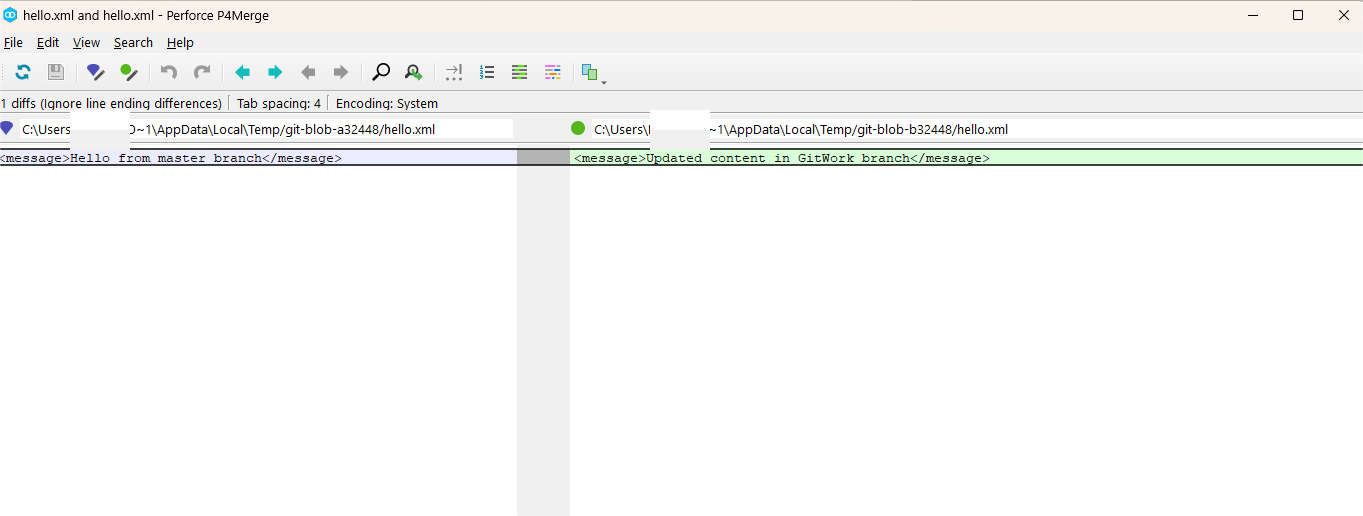 hello.xml and hello.xml - Perforce P4Merge
File Edit View Search Help
1 diffs (Ignore line ending differences) Tab spacing: 4 Encoding: System
C:\Users ~1\AppData\Local\Temp/git-blob-a32448/hello.xml
C:\Users\ ~1\AppData\Local\Temp/git-blob-b32448/hello.xml
<message>Hello from master branch</message>
<message>Updated content in GitWork branch</message>